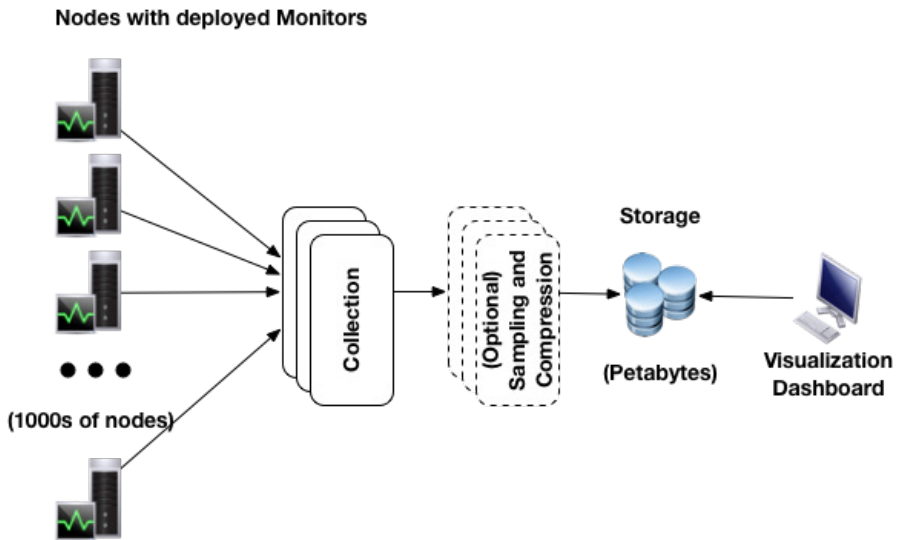 Nodes with deployed Monitors
(1000s of nodes)
Collection
(Optional)
Sampling and
Compression
Storage
(Petabytes)
Visualization
Dashboard